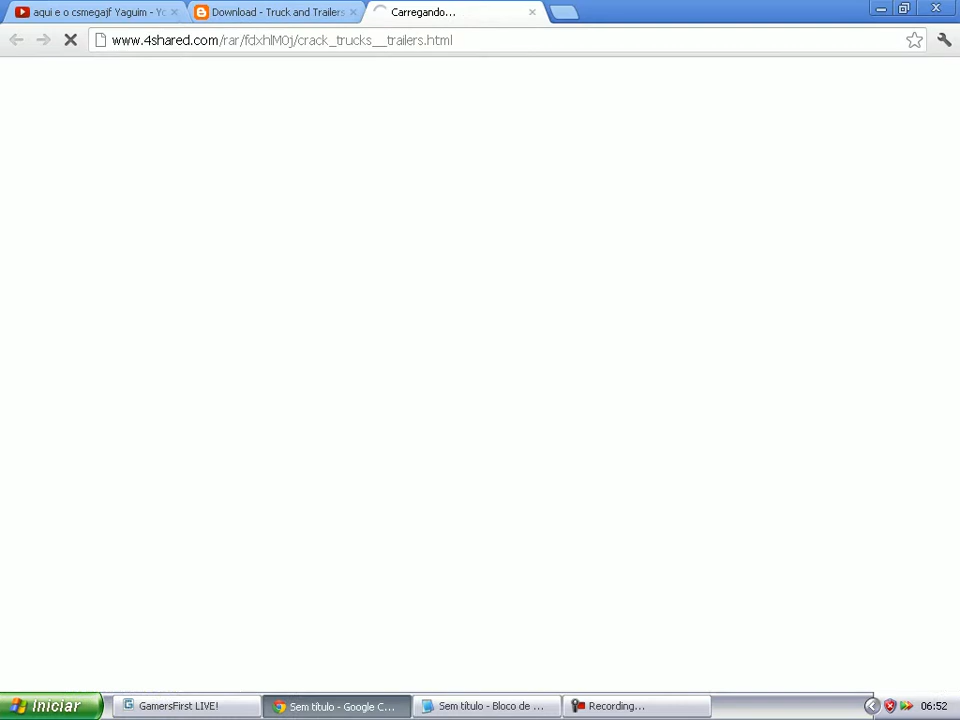 aqui e o csmegajf Yaguim - Yo
Download - Truck and Trailers
Carregando...
www.4shared.com/rar/fdxhlM0j/crack_trucks__trailers.html
Iniciar
GamersFirst LIVE!
Sem título - Google C...
Sem título - Bloco de ...
Recording...
06:52